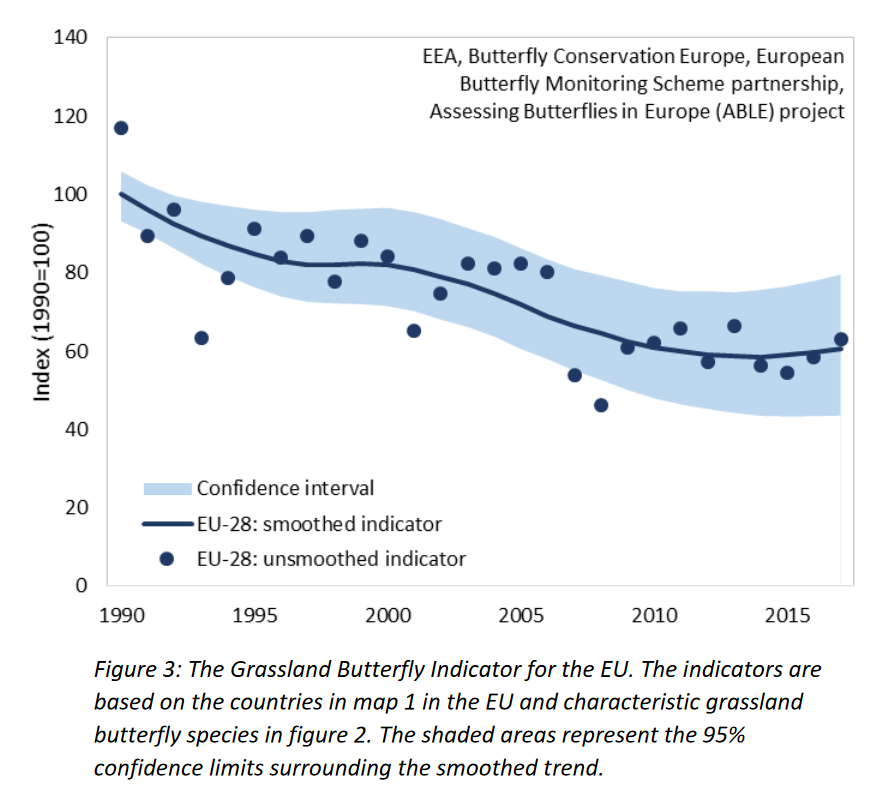 140
120
100
80
60
40
20
0
Index (1990=100)
EEA, Butterfly Conservation Europe, European
Butterfly Monitoring Scheme partnership,
Assessing Butterflies in Europe (ABLE) project
Confidence interval
EU-28: smoothed indicator
EU-28: unsmoothed indicator
1990 1995 2000 2005 2010 2015
Figure 3: The Grassland Butterfly Indicator for the EU. The indicators are
based on the countries in map 1 in the EU and characteristic grassland
butterfly species in figure 2. The shaded areas represent the 95%
confidence limits surrounding the smoothed trend.